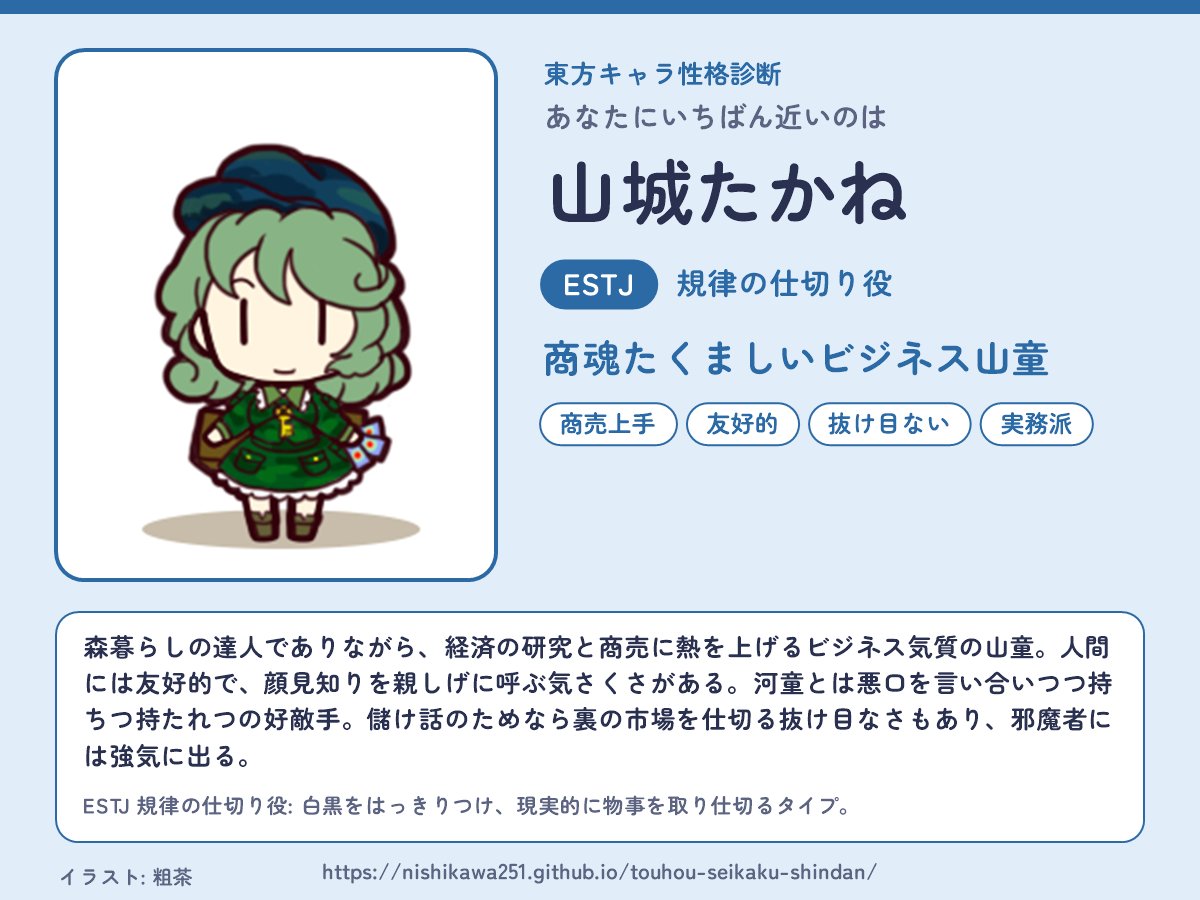 東方キャラ性格診断
あなたにいちばん近いのは
山城たかね
ESTJ 規律の仕切り役
商魂たくましいビジネス山童
商売上手 友好的 抜け目ない 実務派
森暮らしの達人でありながら、経済の研究と商売に熱を上げるビジネス気質の山童。人間
には友好的で、顔見知りを親しげに呼ぶ気さくさがある。河童とは悪口を言い合いつつ持
ちつ持たれつの好敵手。儲け話のためなら裏の市場を仕切る抜け目なさもあり、邪魔者に
は強気に出る。
ESTJ 規律の仕切り役: 白黒をはっきりつけ、現実的に物事を取り仕切るタイプ。
イラスト: 粗茶
https://nishikawa251.github.io/touhou-seikaku-shindan/